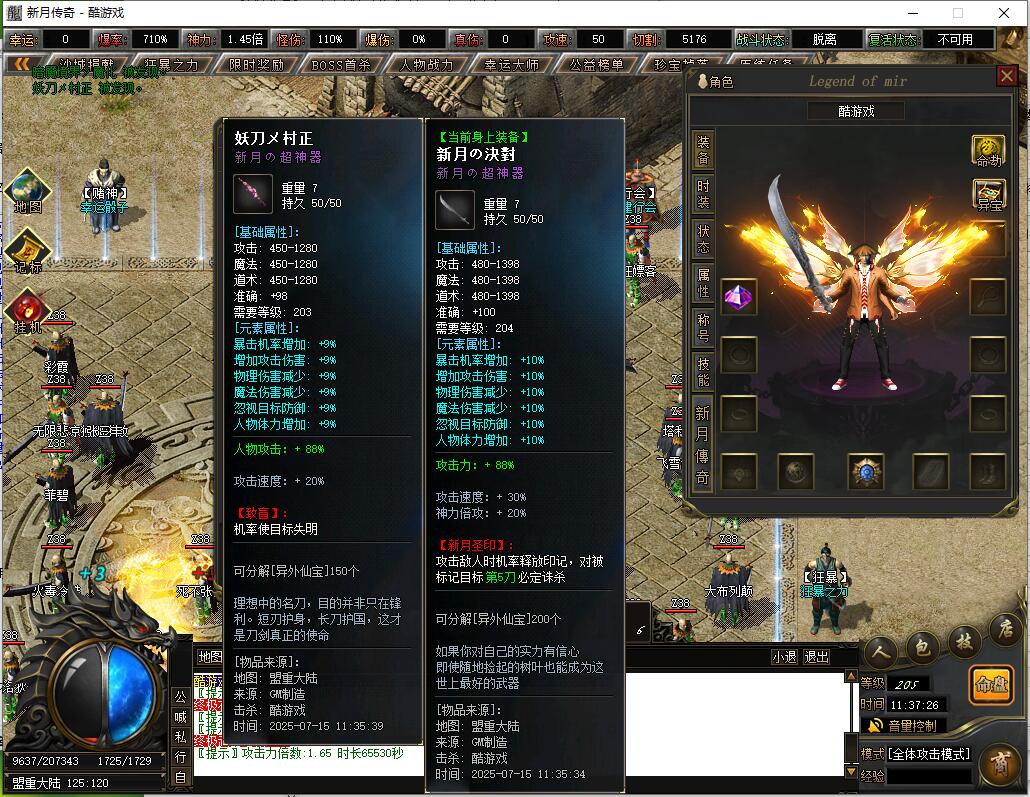 新月传奇 - 酷游戏
幸运: 0 爆率: 710% 神力: 1.45倍 怪伤: 110% 爆伤: 0% 真伤: 0 攻速: 50 切割: 5176 战斗状态: 脱离 复活状态: 不可用
沙城捐献 狂暴之力 限时奖励 BOSS首杀 人物战力 幸运大师 公益榜单
妖刀メ村正 被发现。
地图
记标
挂机
【赌神】
幸运骰子
Z38
彩霞
Z38
Z38
Z38
菲碧
Z38
Z38
+3
妖刀メ村正
新月の超神器
重量 7
持久 50/50
[基础属性]:
攻击: 450-1280
魔法: 450-1280
道术: 450-1280
准确: +98
需要等级: 203
[元素属性]:
暴击机率增加: +9%
增加攻击伤害: +9%
物理伤害减少: +9%
魔法伤害减少: +9%
忽视目标防御: +9%
人物体力增加: +9%
人物攻击: + 88%
攻击速度: + 20%
【致盲】:
机率使目标失明
可分解[异外仙宝]150个
理想中的名刀，目的并非只在锋
利。短刃护身，长刀护国，这才
是刀剑真正的使命
[物品来源]:
地图: 盟重大陆
来源: GM制造
击杀: 酷游戏
时间: 2025-07-15 11:35:39
【当前身上装备】
新月の決對
新月の超神器
重量 7
持久 50/50
[基础属性]:
攻击: 480-1398
魔法: 480-1398
道术: 480-1398
准确: +100
需要等级: 204
[元素属性]:
暴击机率增加: +10%
增加攻击伤害: +10%
物理伤害减少: +10%
魔法伤害减少: +10%
忽视目标防御: +10%
人物体力增加: +10%
攻击力: + 88%
攻击速度: + 30%
神力倍攻: + 20%
【新月圣印】:
攻击敌人时机率释放印记，对被
标记目标第5刀必定诛杀
可分解[异外仙宝]200个
如果你对自己的实力有信心
即使随地捡起的树叶也能成为这
世上最好的武器
[物品来源]:
地图: 盟重大陆
来源: GM制造
击杀: 酷游戏
时间: 2025-07-15 11:35:34
角色
Legend of mir
酷游戏
装备
时装
状态
属性
称号
技能
新月傳奇
命劫
异宝
Z38
大布列颠
Z38
【狂暴】
狂暴之力
6
人
包
技
店
地图
小退 退出
公
喊
私
行
自
〖提示〗攻击力倍数:1.65 时长65530秒
9637/207343 1725/1729
盟重大陆 125:120
等级 205
时间 11:37:26
音量控制
模式 [全体攻击模式]
经验
命盘
商